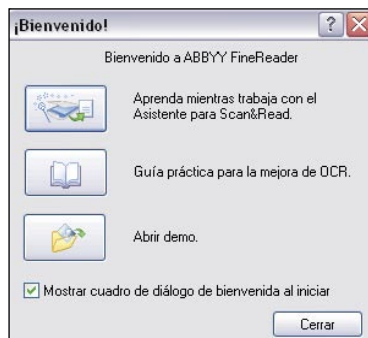 ¡Bienvenido!
Bienvenido a ABBYY FineReader
Aprenda mientras trabaja con el
Asistente para Scan&Read.
Guía práctica para la mejora de OCR.
Abrir demo.
Mostrar cuadro de diálogo de bienvenida al iniciar
Cerrar